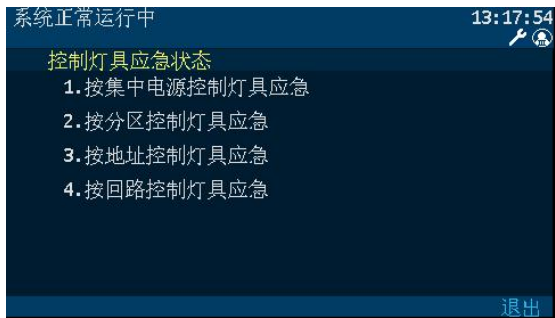 系统正常运行中 13:17:54
控制灯具应急状态
1.按集中电源控制灯具应急
2.按分区控制灯具应急
3.按地址控制灯具应急
4.按回路控制灯具应急
退出